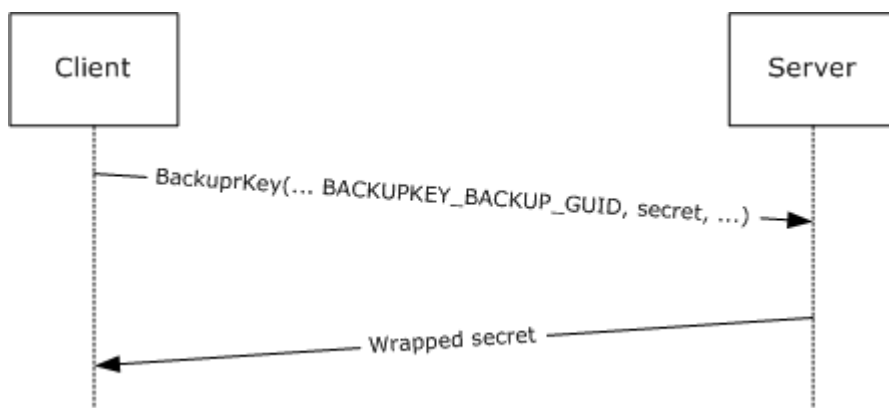 Client
Server
BackuprKey(... BACKUPKEY_BACKUP_GUID, secret, ...)
Wrapped secret